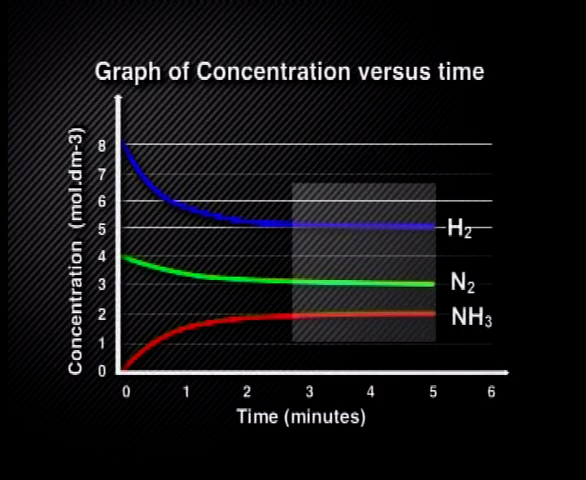 Graph of Concentration versus time
Concentration (mol.dm-3)
8
7
6
5
4
3
2
1
0
H2
N2
NH3
0 1 2 3 4 5 6
Time (minutes)